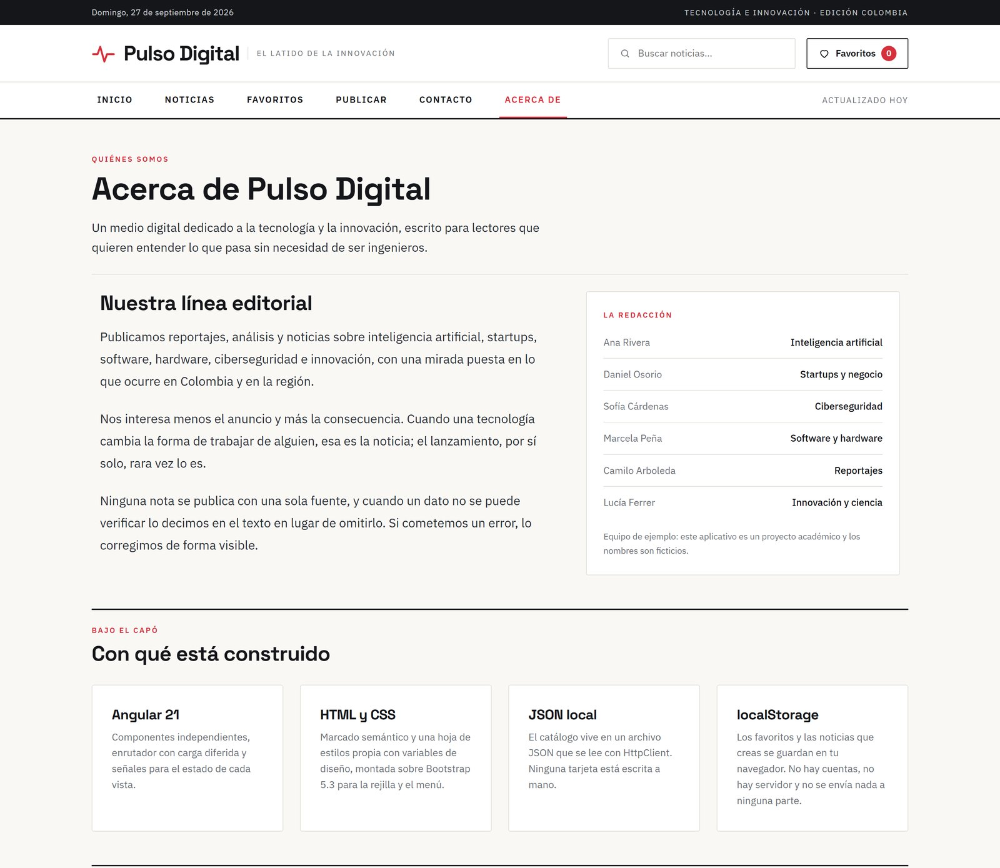 Domingo, 27 de septiembre de 2026
TECNOLOGÍA E INNOVACIÓN · EDICIÓN COLOMBIA
Pulso Digital
EL LATIDO DE LA INNOVACIÓN
Buscar noticias...
Favoritos 0
INICIO
NOTICIAS
FAVORITOS
PUBLICAR
CONTACTO
ACERCA DE
ACTUALIZADO HOY
QUIÉNES SOMOS
Acerca de Pulso Digital
Un medio digital dedicado a la tecnología y la innovación, escrito para lectores que
quieren entender lo que pasa sin necesidad de ser ingenieros.
Nuestra línea editorial
Publicamos reportajes, análisis y noticias sobre inteligencia artificial, startups,
software, hardware, ciberseguridad e innovación, con una mirada puesta en lo
que ocurre en Colombia y en la región.
Nos interesa menos el anuncio y más la consecuencia. Cuando una tecnología
cambia la forma de trabajar de alguien, esa es la noticia; el lanzamiento, por sí
solo, rara vez lo es.
Ninguna nota se publica con una sola fuente, y cuando un dato no se puede
verificar lo decimos en el texto en lugar de omitirlo. Si cometemos un error, lo
corregimos de forma visible.
LA REDACCIÓN
Ana Rivera Inteligencia artificial
Daniel Osorio Startups y negocio
Sofía Cárdenas Ciberseguridad
Marcela Peña Software y hardware
Camilo Arboleda Reportajes
Lucía Ferrer Innovación y ciencia
Equipo de ejemplo: este aplicativo es un proyecto académico y los
nombres son ficticios.
BAJO EL CAPÓ
Con qué está construido
Angular 21
Componentes independientes,
enrutador con carga diferida y
señales para el estado de cada
vista.
HTML y CSS
Marcado semántico y una hoja de
estilos propia con variables de
diseño, montada sobre Bootstrap
5.3 para la rejilla y el menú.
JSON local
El catálogo vive en un archivo
JSON que se lee con HttpClient.
Ninguna tarjeta está escrita a
mano.
localStorage
Los favoritos y las noticias que
creas se guardan en tu
navegador. No hay cuentas, no
hay servidor y no se envía nada a
ninguna parte.